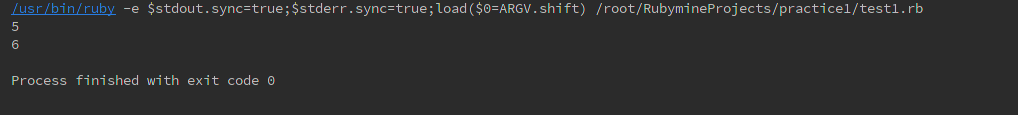 /usr/bin/ruby -e $stdout.sync=true;$stderr.sync=true;load($0=ARGV.shift) /root/RubymineProjects/practice1/test1.rb
5
6
Process finished with exit code 0